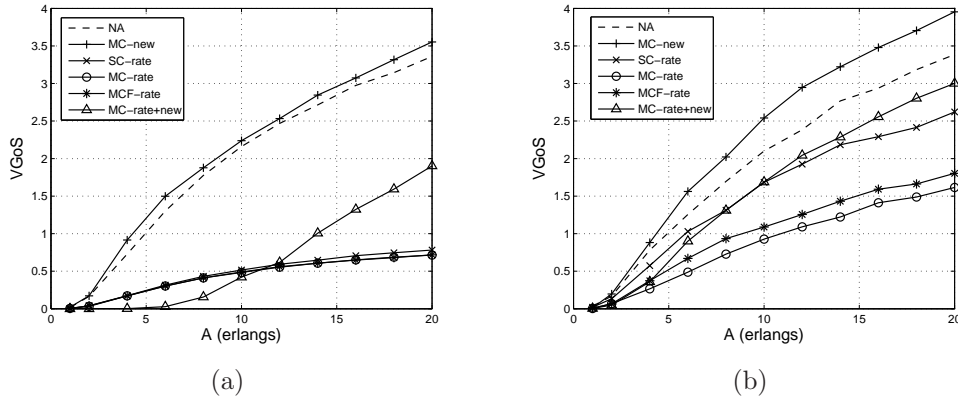 4
3.5
3
2.5
2
1.5
1
0.5
0
NA
MC−new
SC−rate
MC−rate
MCF−rate
MC−rate+new
VGoS
0 5 10 15 20
A (erlangs)
(a)
4
3.5
3
2.5
2
1.5
1
0.5
0
NA
MC−new
SC−rate
MC−rate
MCF−rate
MC−rate+new
VGoS
0 5 10 15 20
A (erlangs)
(b)